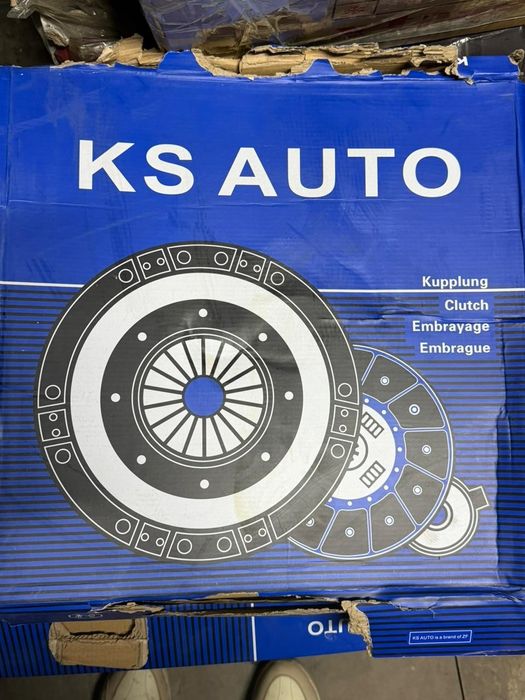 KS AUTO
Kupplung
Clutch
Embrayage
Embrague
KS AUTO is a brand of ZF